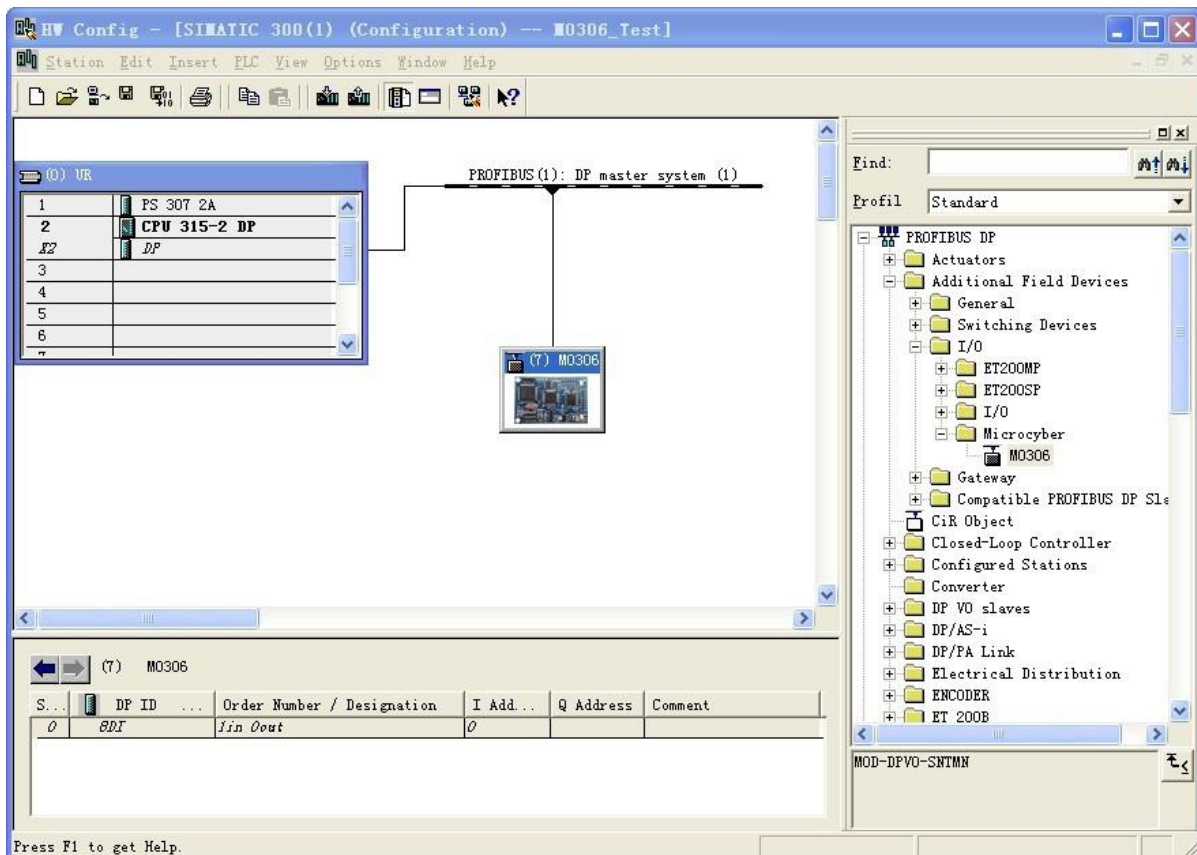 HW Config - [SIMATIC 300(1) (Configuration) -- M0306_Test]
Station Edit Insert PLC View Options Window Help
(0) UR
1 PS 307 2A
2 CPU 315-2 DP
X2 DP
3
4
5
6
7
PROFIBUS(1): DP master system (1)
(7) M0306
(7) M0306
S... DP ID ... Order Number / Designation I Add... Q Address Comment
0 8DI 1in 0out 0
Find:
Profil Standard
PROFIBUS DP
Actuators
Additional Field Devices
General
Switching Devices
I/O
ET200MP
ET200SP
I/O
Microcyber
M0306
Gateway
Compatible PROFIBUS DP Sla
CiR Object
Closed-Loop Controller
Configured Stations
Converter
DP V0 slaves
DP/AS-i
DP/PA Link
Electrical Distribution
ENCODER
ET 200B
MOD-DPV0-SNTMN
Press F1 to get Help.